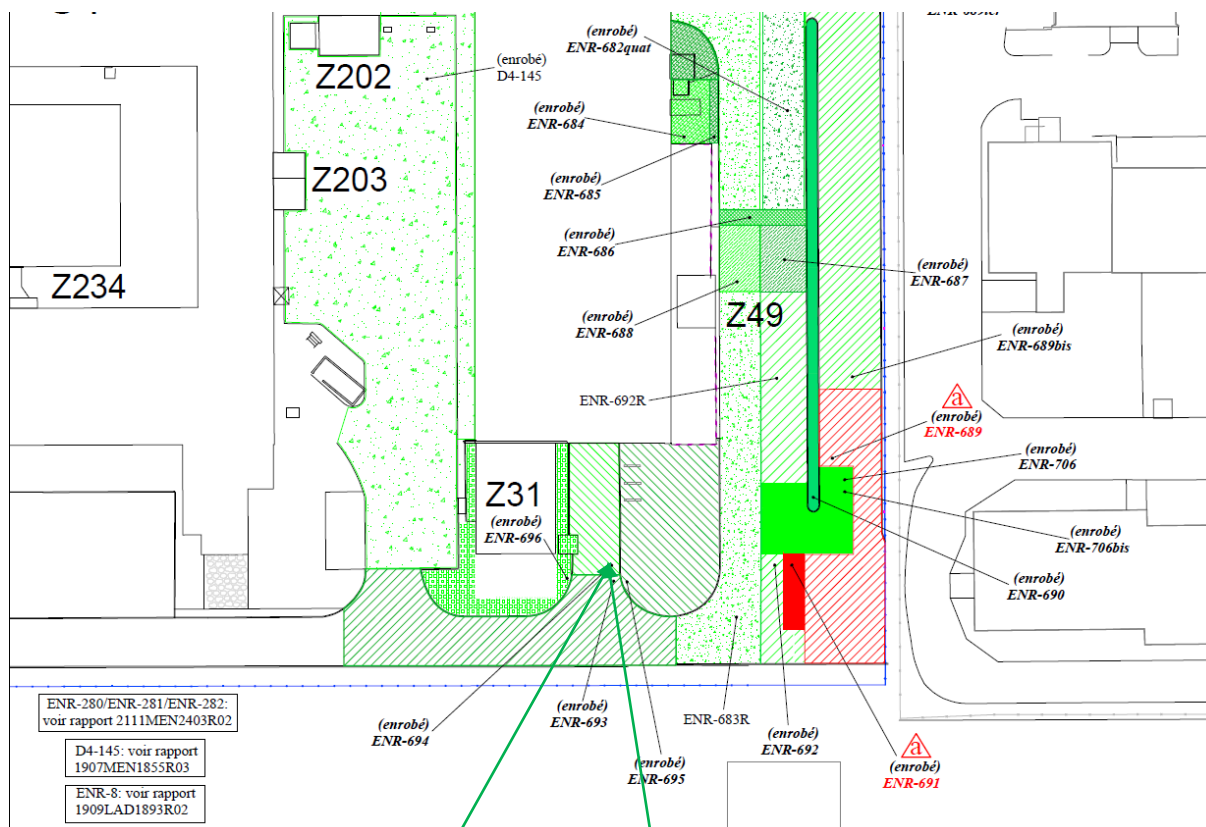 Z202
(enrobé)
D4-145
(enrobé)
ENR-682quat
(enrobé)
ENR-684
Z203
(enrobé)
ENR-685
(enrobé)
ENR-686
(enrobé)
ENR-687
Z234
(enrobé)
ENR-688
Z49
(enrobé)
ENR-689bis
ENR-692R
a
(enrobé)
ENR-689
(enrobé)
ENR-706
Z31
(enrobé)
ENR-696
(enrobé)
ENR-706bis
(enrobé)
ENR-690
ENR-280/ENR-281/ENR-282:
voir rapport 2111MEN2403R02
(enrobé)
ENR-694
(enrobé)
ENR-693
ENR-683R
(enrobé)
ENR-692
a
(enrobé)
ENR-691
(enrobé)
ENR-695
D4-145: voir rapport
1907MEN1855R03
ENR-8: voir rapport
1909LAD1893R02